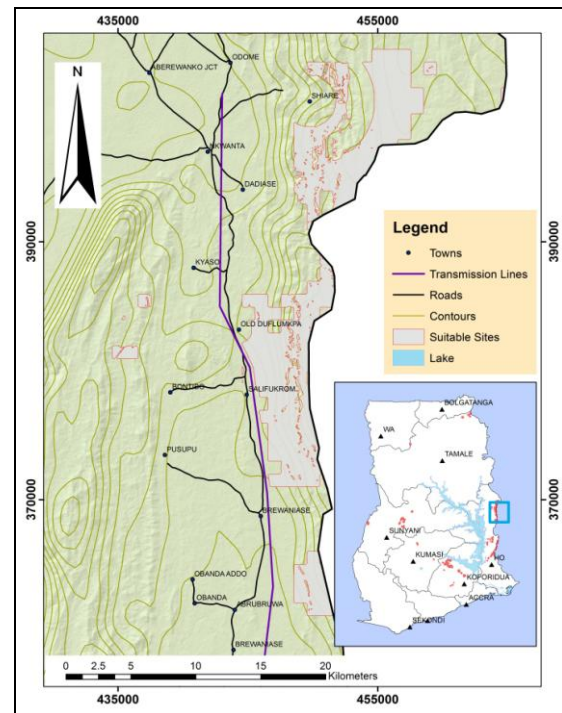 435000 455000
ODOME
ABEREWANKO JCT
N
SHIARE
NKWANTA
DADIASE
390000 390000
Legend
Towns
Transmission Lines
Roads
Contours
Suitable Sites
Lake
KYASO
OLD DUFLUMKPA
BONTIBO
SALIFUKROM
PUSUPU
370000 370000
BREWANIASE
OBANDA ADDO
OBANDA
ABRUBRUWA
BREWANIASE
BOLGATANGA
WA
TAMALE
SUNYANI
KUMASI
HO
KOFORIDUA
ACCRA
SEKONDI
0 2.5 5 10 15 20
Kilometers
435000 455000